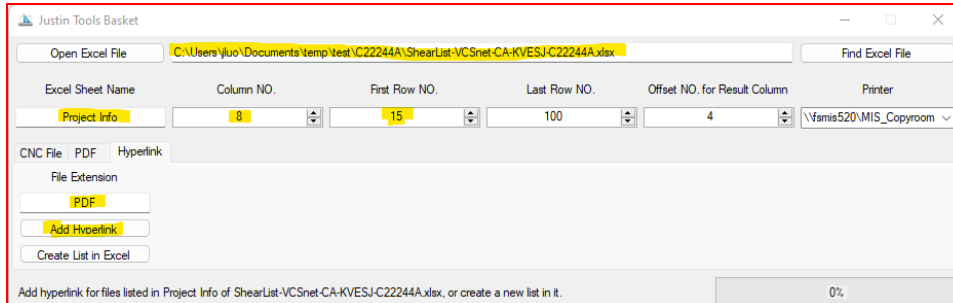 Justin Tools Basket
Open Excel File C:\Users\jluo\Documents\temp\test\C22244A\ShearList-VCSnet-CA-KVESJ-C22244A.xlsx Find Excel File
Excel Sheet Name Column NO. First Row NO. Last Row NO. Offset NO. for Result Column Printer
Project Info 8 15 100 4 \\fsmis520\MIS_Copyroom
CNC File PDF Hyperlink
File Extension
PDF
Add Hyperlink
Create List in Excel
Add hyperlink for files listed in Project Info of ShearList-VCSnet-CA-KVESJ-C22244A.xlsx, or create a new list in it. 0%